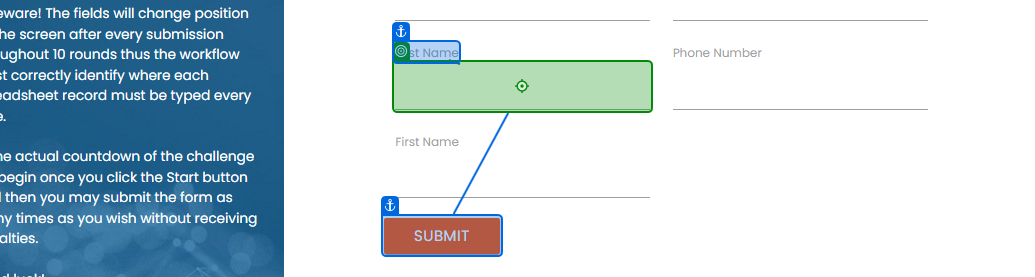 eware! The fields will change position
he screen after every submission
ughout 10 rounds thus the workflow
st correctly identify where each
eadsheet record must be typed every
e.
actual countdown of the challenge
begin once you click the Start button
then you may submit the form as
ny times as you wish without receiving
alties.
st Name
Phone Number
First Name
SUBMIT